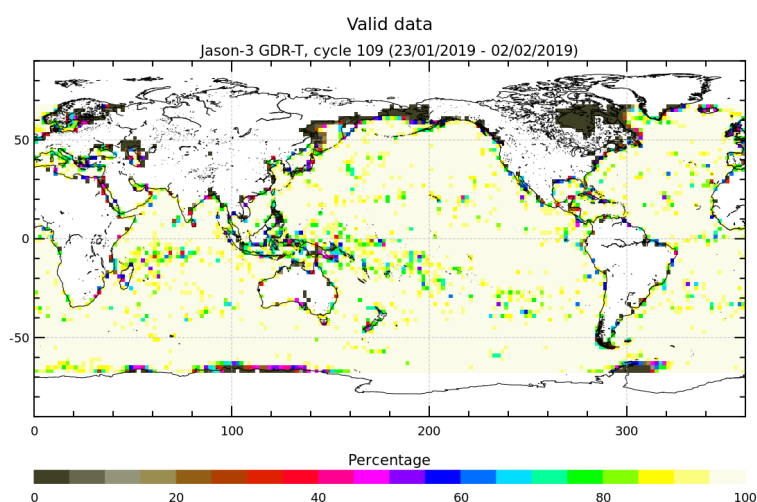 Valid data
Jason-3 GDR-T, cycle 109 (23/01/2019 - 02/02/2019)
50
0
-50
0 100 200 300
Percentage
0 20 40 60 80 100